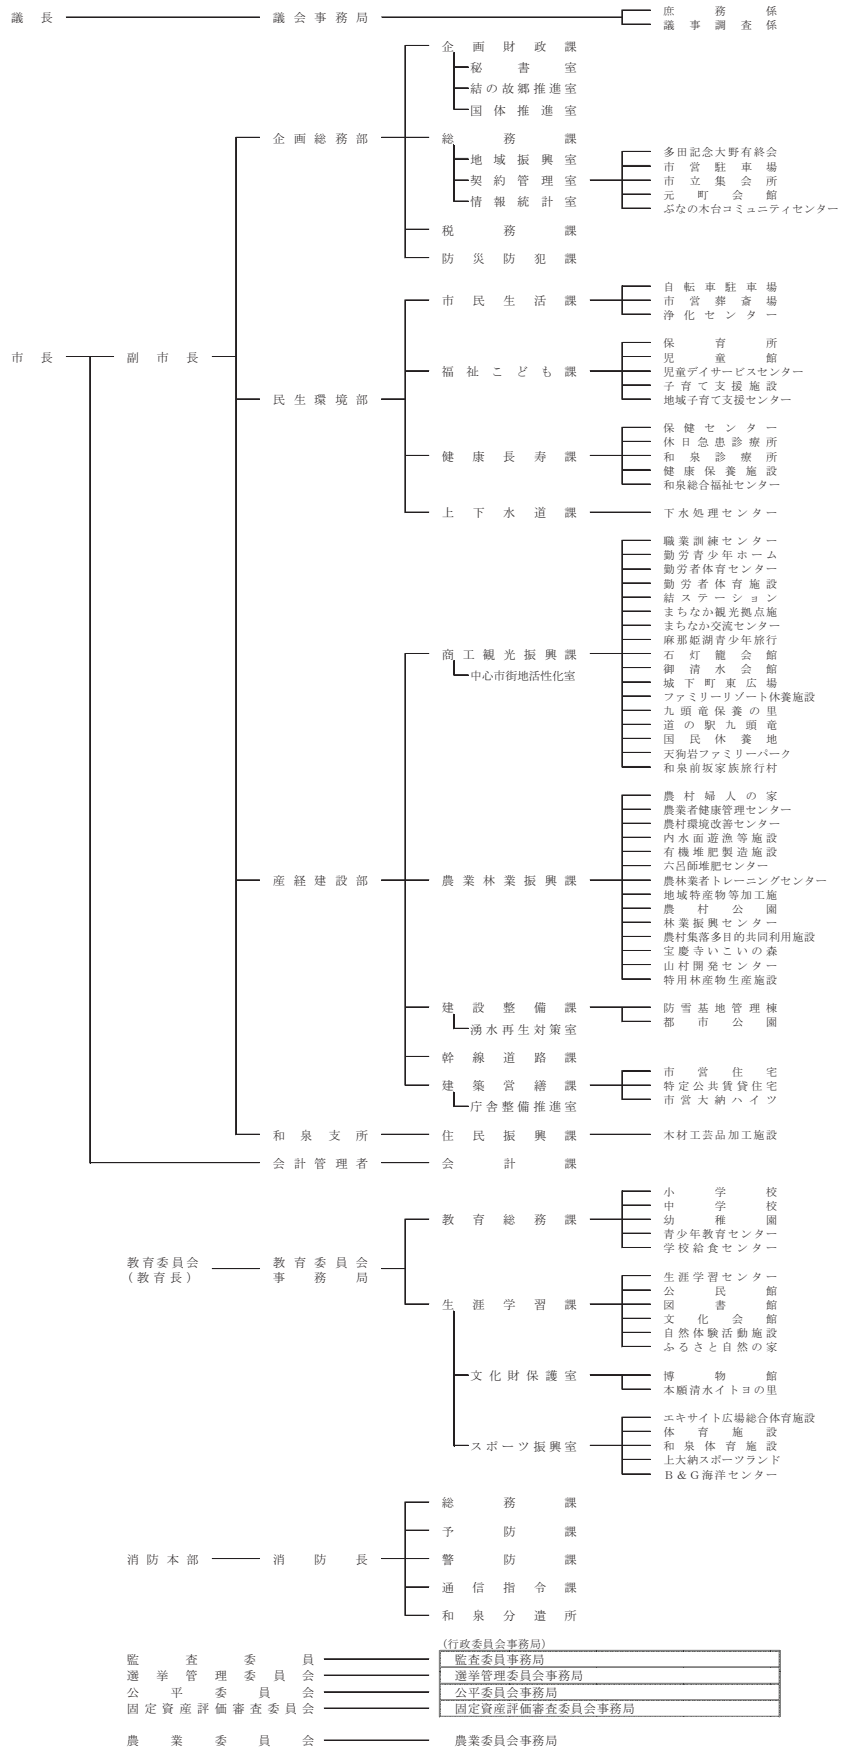 議長 議会事務局 庶務係
議事調査係
企画財政課
秘書室
結の故郷推進室
国体推進室
企画総務部 総務課
地域振興室
契約管理室
情報統計室
多田記念大野有終会
市営駐車場
市立集会所
元町会館
ぶなの木台コミュニティセンター
税務課
防災防犯課
市長 副市長
民生環境部
市民生活課
自転車駐車場
市営葬斎場
浄化センター
福祉こども課
保育所
児童館
児童デイサービスセンター
子育て支援施設
地域子育て支援センター
健康長寿課
保健センター
休日急患診療所
和泉診療所
健康保養施設
和泉総合福祉センター
上下水道課 下水処理センター
産経建設部
商工観光振興課
中心市街地活性化室
職業訓練センター
勤労青少年ホーム
勤労者体育センター
勤労者体育施設
結ステーション
まちなか観光拠点施
まちなか交流センター
麻那姫湖青少年旅行
石灯籠会館
御清水会館
城下町東広場
ファミリーリゾート休養施設
九頭竜保養の里
道の駅九頭竜
国民休養地
天狗岩ファミリーパーク
和泉前坂家族旅行村
農業林業振興課
農村婦人の家
農業者健康管理センター
農村環境改善センター
内水面遊漁等施設
有機堆肥製造施設
六呂師堆肥センター
農林業者トレーニングセンター
地域特産物等加工施
農村公園
林業振興センター
農村集落多目的共同利用施設
宝慶寺いこいの森
山村開発センター
特用林産物生産施設
建設整備課
湧水再生対策室
防雪基地管理棟
都市公園
幹線道路課
建築営繕課
庁舎整備推進室
市営住宅
特定公共賃貸住宅
市営大納ハイツ
和泉支所 住民振興課 木材工芸品加工施設
会計管理者 会計課
教育委員会
(教育長)
教育委員会
事務局
教育総務課
小学校
中学校
幼稚園
青少年教育センター
学校給食センター
生涯学習課
生涯学習センター
公民館
図書館
文化会館
自然体験活動施設
ふるさと自然の家
文化財保護室
博物館
本願清水イトヨの里
スポーツ振興室
エキサイト広場総合体育施設
体育施設
和泉体育施設
上大納スポーツランド
B&G海洋センター
消防本部 消防長
総務課
予防課
警防課
通信指令課
和泉分遣所
(行政委員会事務局)
監査委員 監査委員事務局
選挙管理委員会 選挙管理委員会事務局
公平委員会 公平委員会事務局
固定資産評価審査委員会 固定資産評価審査委員会事務局
農業委員会 農業委員会事務局